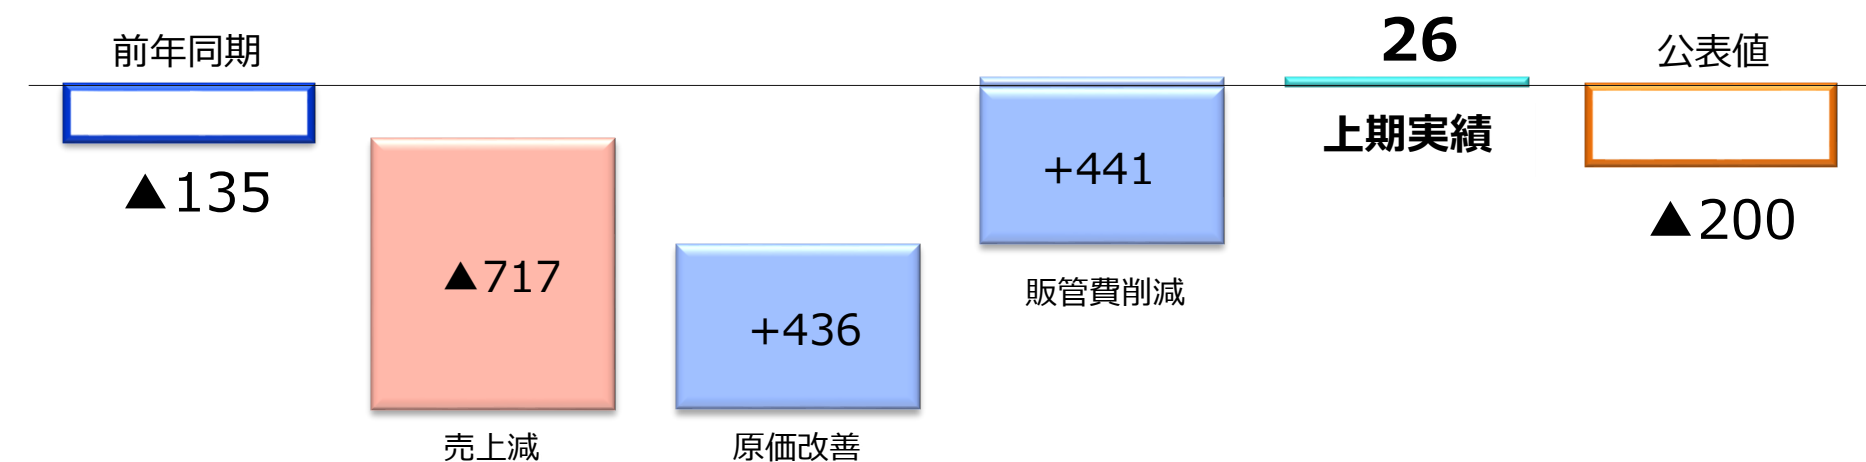 前年同期
▲135
▲717
売上減
+436
原価改善
+441
販管費削減
26
上期実績
公表値
▲200